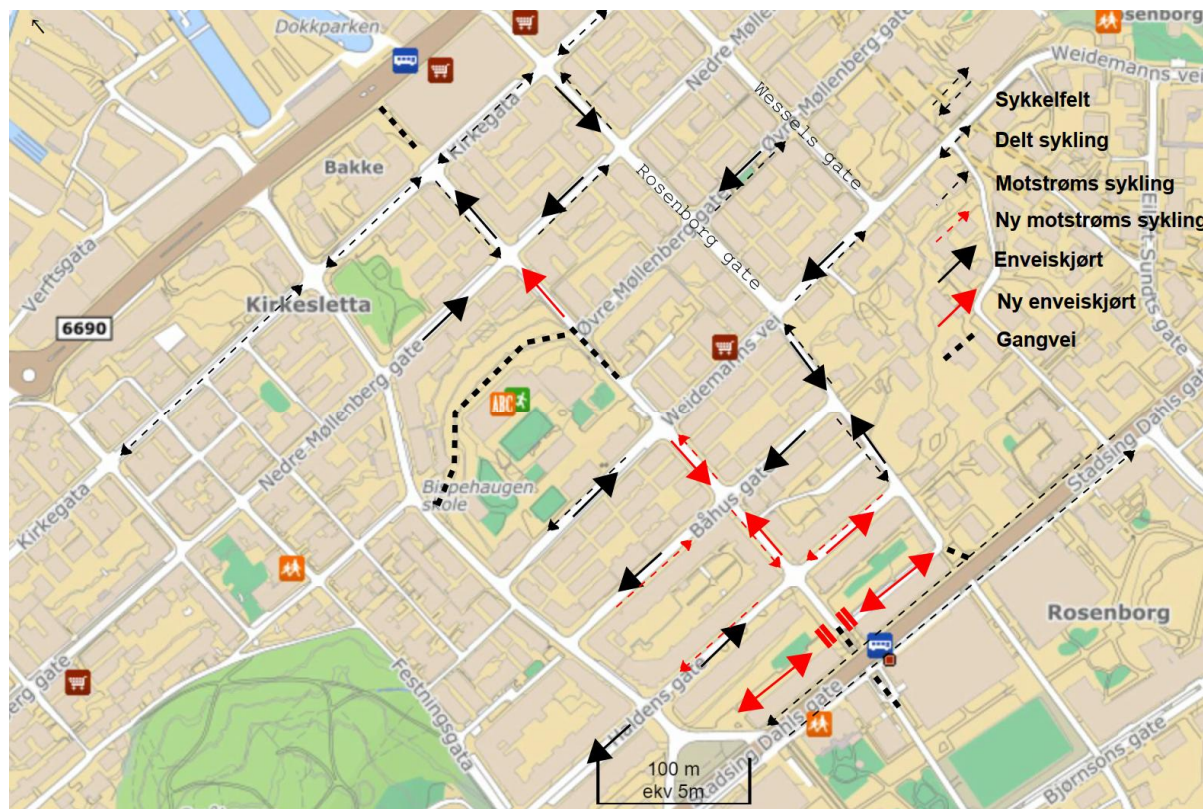 Dokkparken
Rosenborg
Nedre Møllenberg gate
Øvre Møllenberg gate
Weidemanns vei
Wessels gate
Sykkelfelt
Kirkegata
Delt sykling
Bakke
Motstrøms sykling
Rosenborg gate
Ny motstrøms sykling
Eilert Sundts gate
Verftsgata
Enveiskjørt
Kirkesletta
Ny enveiskjørt
6690
Øvre Møllenberg gate
Gangvei
Nedre Møllenberg gate
Weidemanns vei
ABC
Stadsing Dahls gate
Bispehaugen
skole
Båhus gate
Kirkegata
Rosenborg
Festningsgata
berg gate
Haldens gate
Stadsing Dahls gate
Bjørnsons gate
100 m
ekv 5m